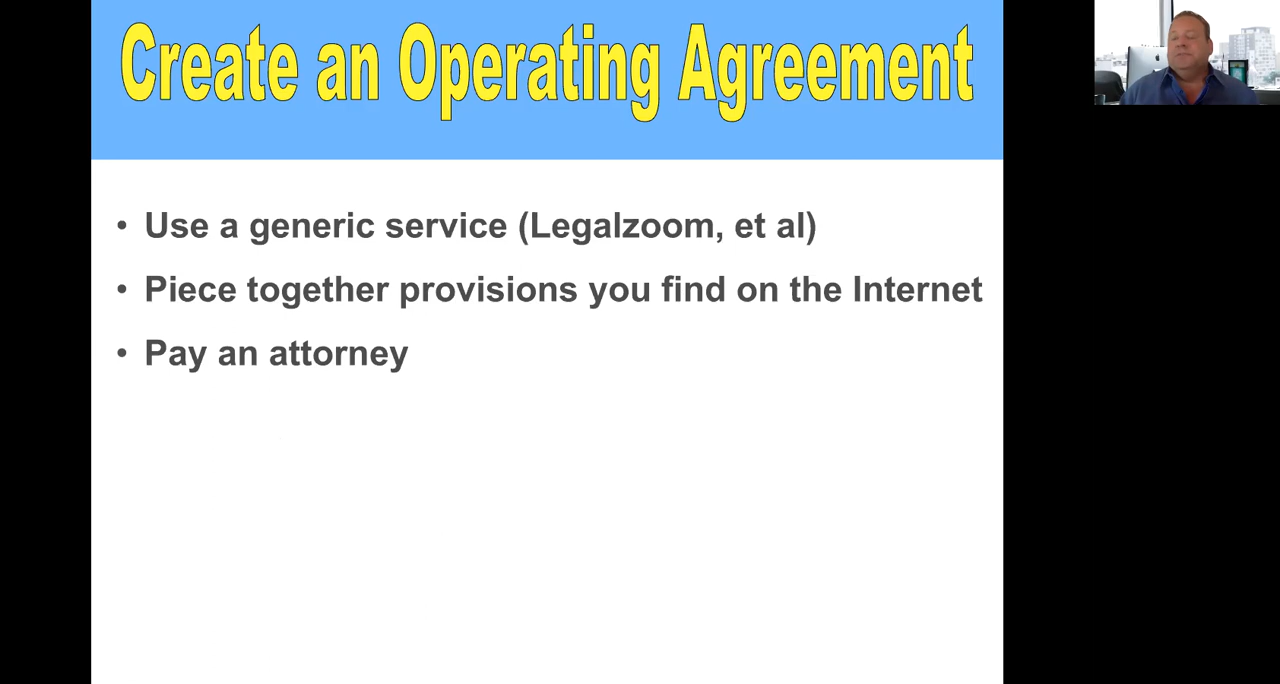 Create an Operating Agreement
• Use a generic service (Legalzoom, et al)
• Piece together provisions you find on the Internet
• Pay an attorney